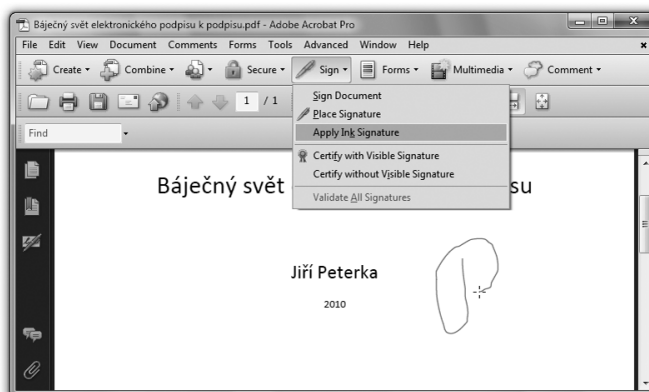 Báječný svět elektronického podpisu k podpisu.pdf - Adobe Acrobat Pro
File Edit View Document Comments Forms Tools Advanced Window Help
Create Combine Secure Sign Forms Multimedia Comment
1 / 1
Sign Document
Place Signature
Find
Apply Ink Signature
Certify with Visible Signature
Certify without Visible Signature
Validate All Signatures
Báječný svět su
Jiří Peterka
2010